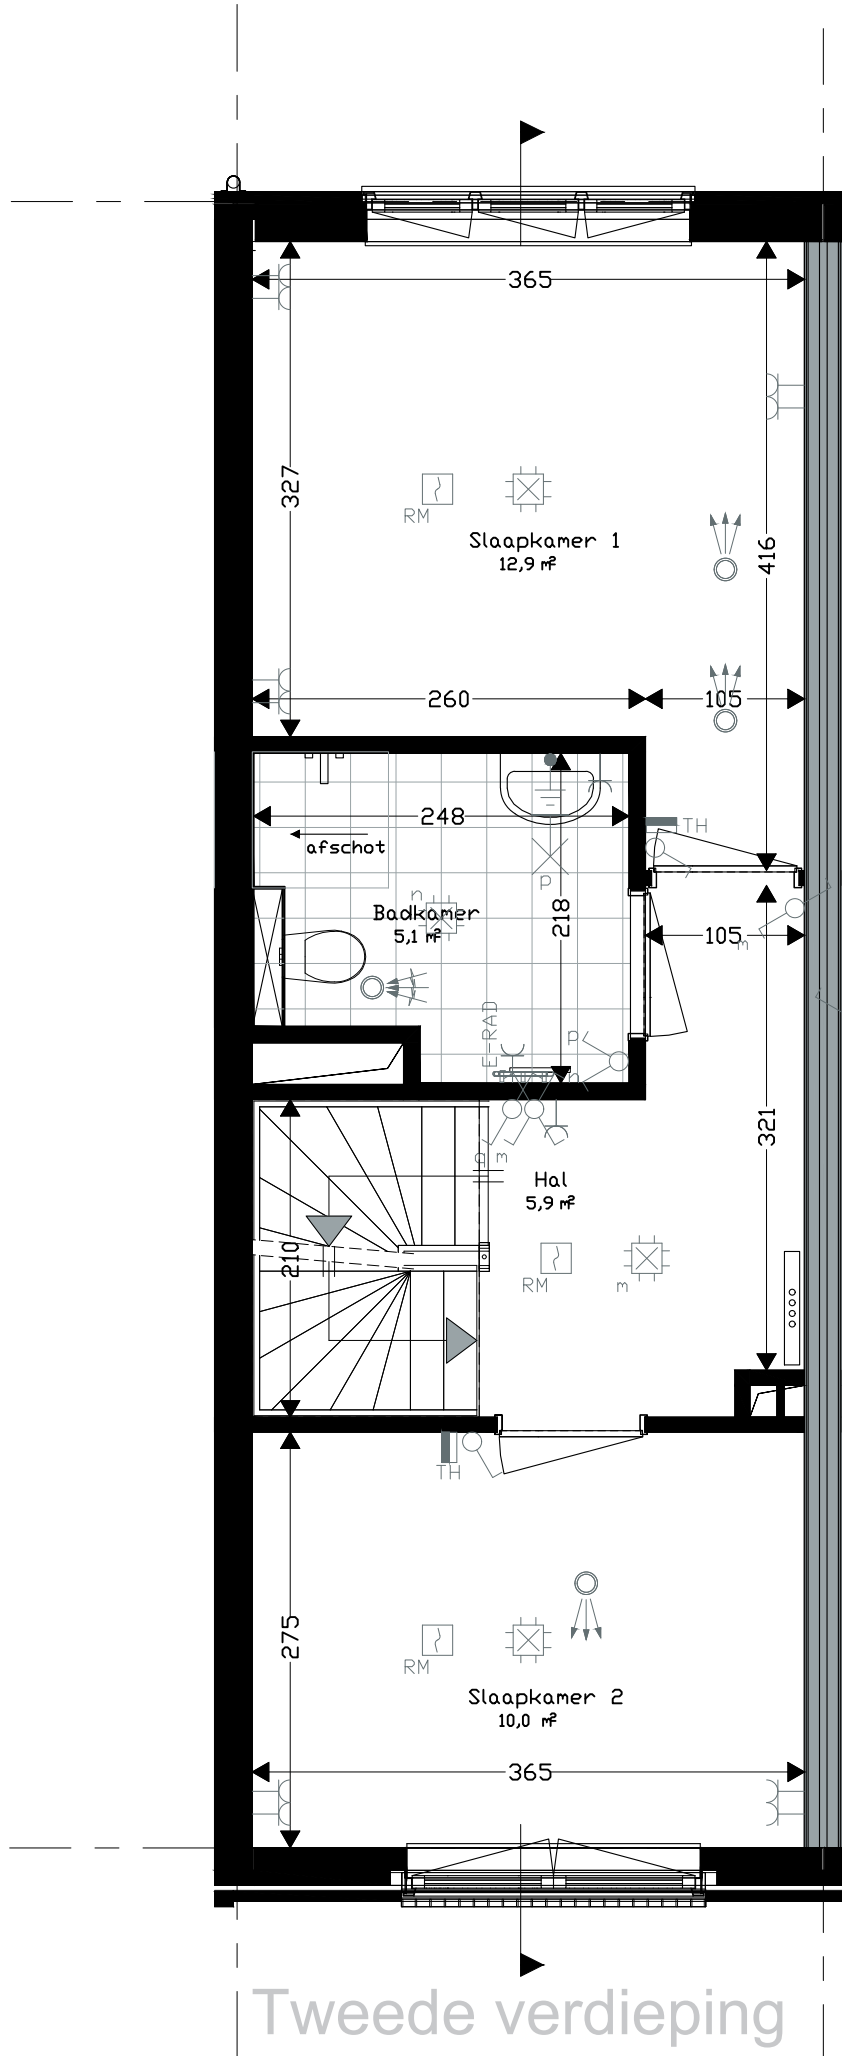 365
327
RM
Slaapkamer 1
12,9 m²
416
260
105
248
TH
afschot
p
n
Badkamer
5,1 m²
218
105
m
E-RAD
p
n
321
a m
Hal
5,9 m²
210
RM
m
TH
275
RM
Slaapkamer 2
10,0 m²
365
Tweede verdieping